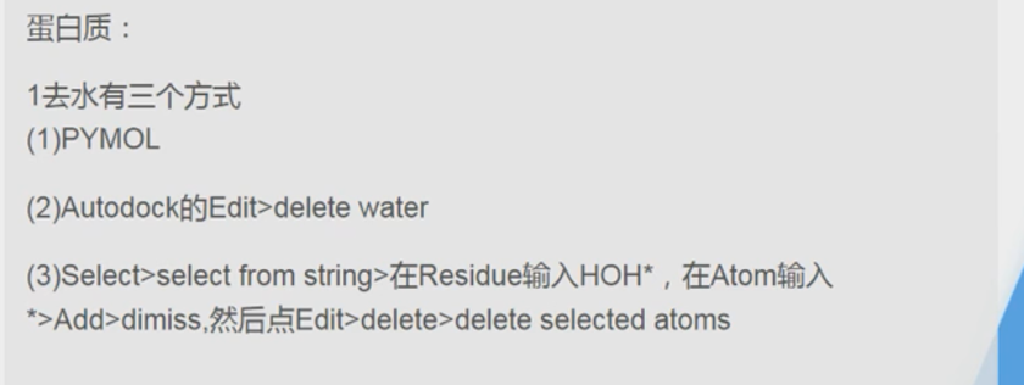 蛋白质：
1去水有三个方式
(1)PYMOL
(2)Autodock的Edit>delete water
(3)Select>select from string>在Residue输入HOH*，在Atom输入
*>Add>dimiss,然后点Edit>delete>delete selected atoms